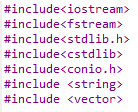 #include<iostream>
#include<fstream>
#include<stdlib.h>
#include<cstdlib>
#include<conio.h>
#include <string>
#include <vector>